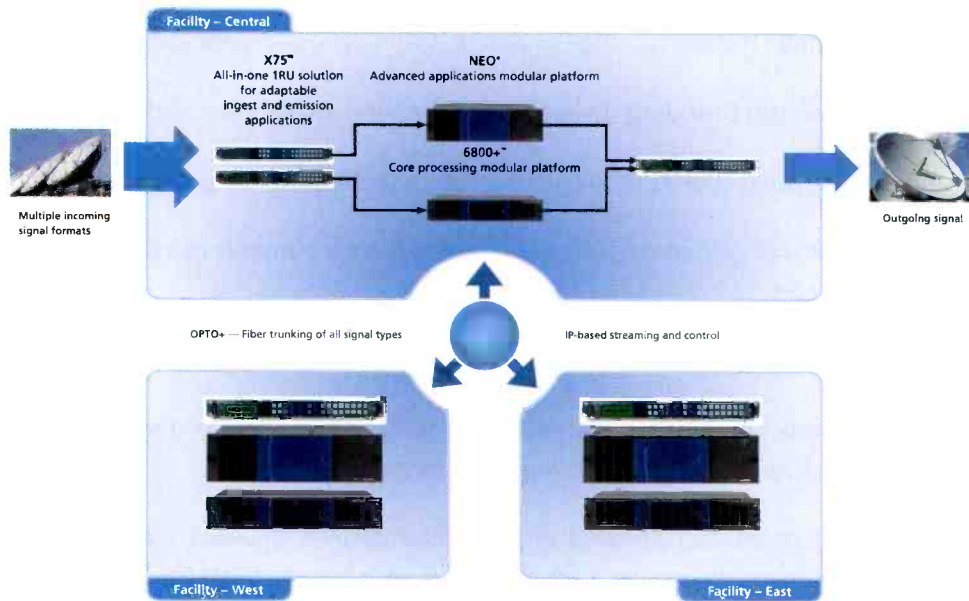 Facility – Central
X75™
All-in-one 1RU solution
for adaptable
ingest and emission
applications
NEO®
Advanced applications modular platform
6800+™
Core processing modular platform
Multiple incoming
signal formats
Outgoing signal
OPTO+ — Fiber trunking of all signal types
IP-based streaming and control
Facility – West
Facility – East